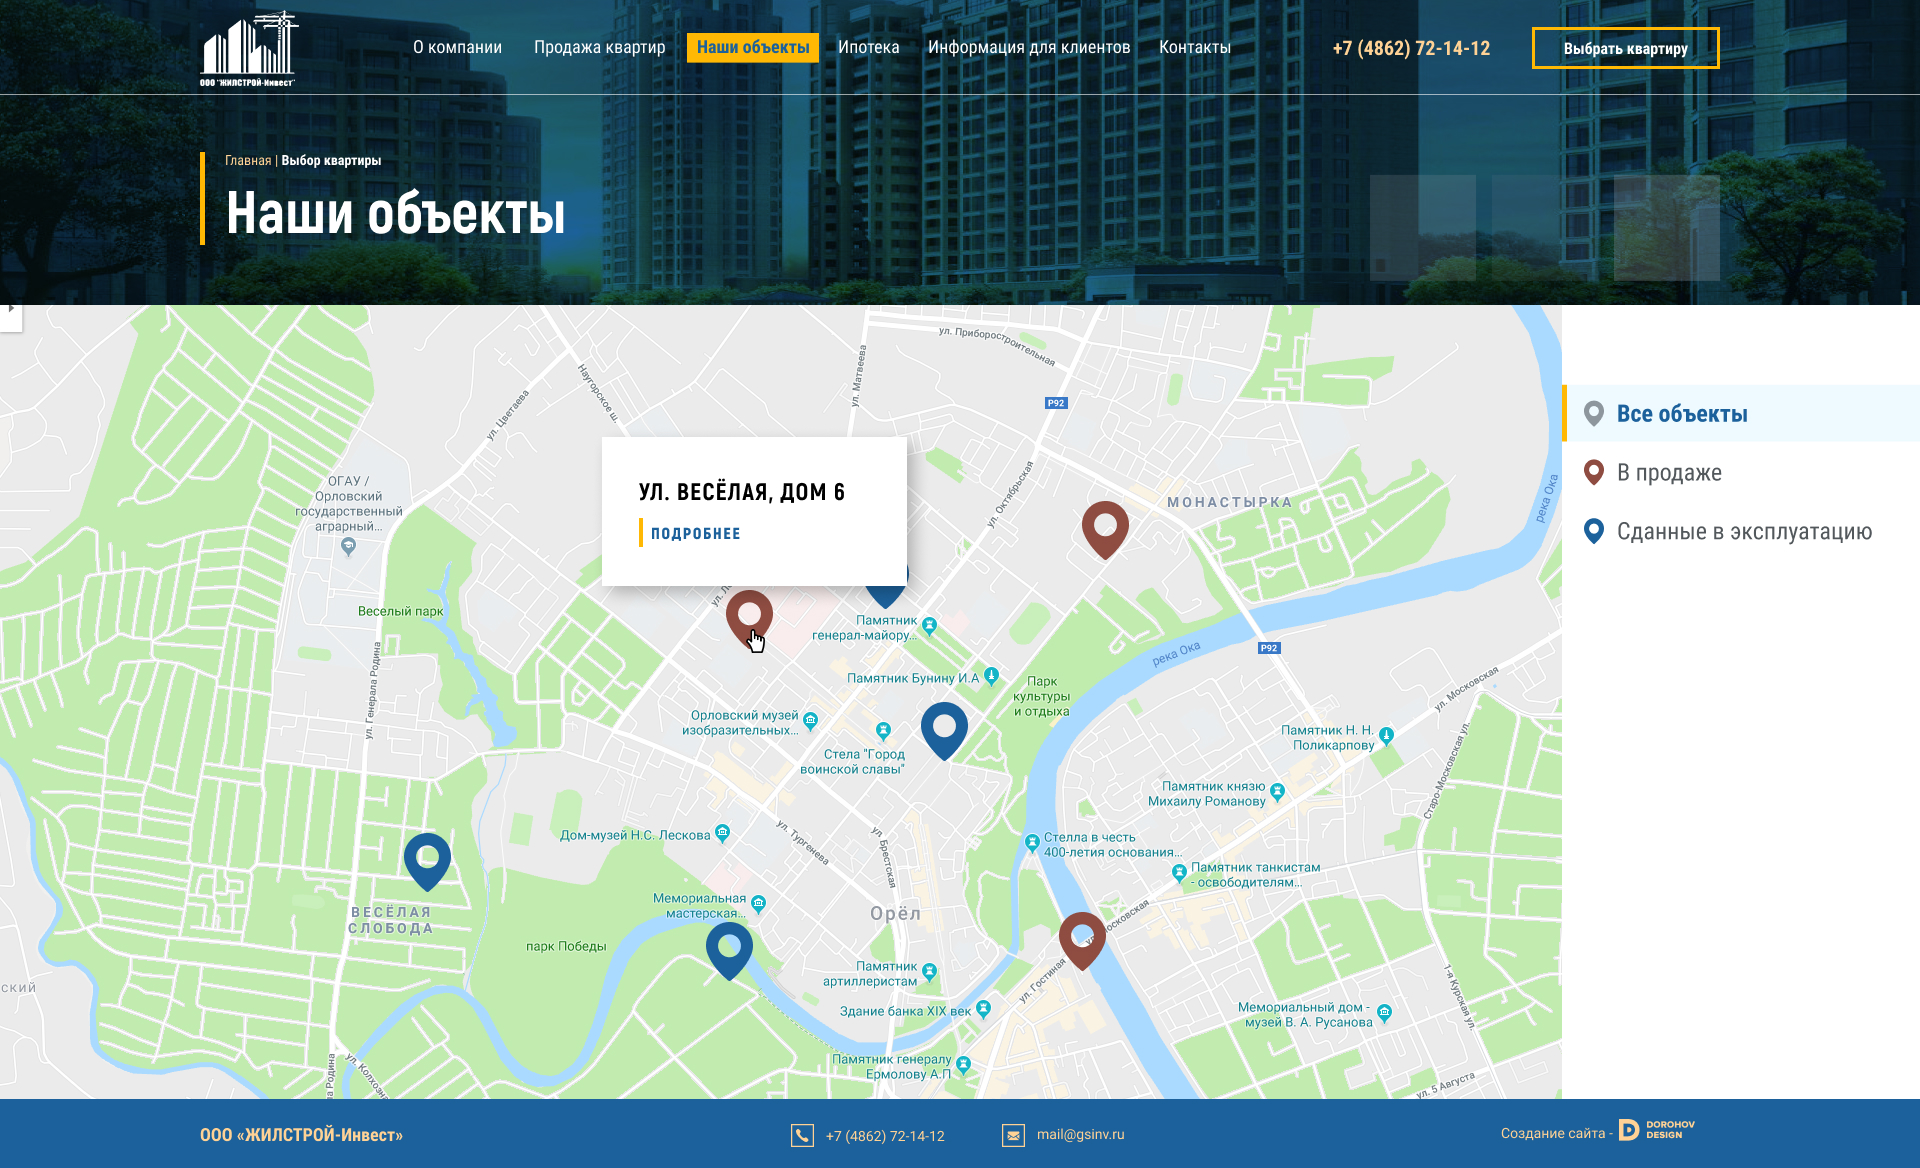 ООО "ЖИЛСТРОЙ-Инвест"
О компании
Продажа квартир
Наши объекты
Ипотека
Информация для клиентов
Контакты
+7 (4862) 72-14-12
Выбрать квартиру
Главная | Выбор квартиры
Наши объекты
ул. Приборостроительная
ул. Матвеева
Наугорское ш.
ул. Цветаева
Р92
ул. Октябрьская
МОНАСТЫРКА
река Ока
ОГАУ /
Орловский
государственный
аграрный...
УЛ. ВЕСЁЛАЯ, ДОМ 6
ПОДРОБНЕЕ
Веселый парк
ул. Генерала Родина
Памятник
генерал-майору...
Памятник Бунину И.А
Парк
культуры
и отдыха
река Ока
Р92
ул. Московская
Орловский музей
изобразительных...
Стела "Город
воинской славы"
Памятник Н. Н.
Поликарпову
Памятник князю
Михаилу Романову
Старо-Московская ул.
Дом-музей Н.С. Лескова
ул. Тургенева
ул. Брестская
Стелла в честь
400-летия основания...
Памятник танкистам
- освободителям...
ВЕСЁЛАЯ
СЛОБОДА
Мемориальная
мастерская...
Орёл
ул. Московская
парк Победы
Памятник
артиллеристам
ул. Гостиная
Здание банка XIX век
1-я Курская ул.
Мемориальный дом -
музей В. А. Русанова
ский
Памятник генералу
Ермолову А.П
ул. 5 Августа
ул. Колхозна
а Родина
Все объекты
В продаже
Сданные в эксплуатацию
ООО «ЖИЛСТРОЙ-Инвест»
+7 (4862) 72-14-12
mail@gsinv.ru
Создание сайта -
DOROHOV
DESIGN